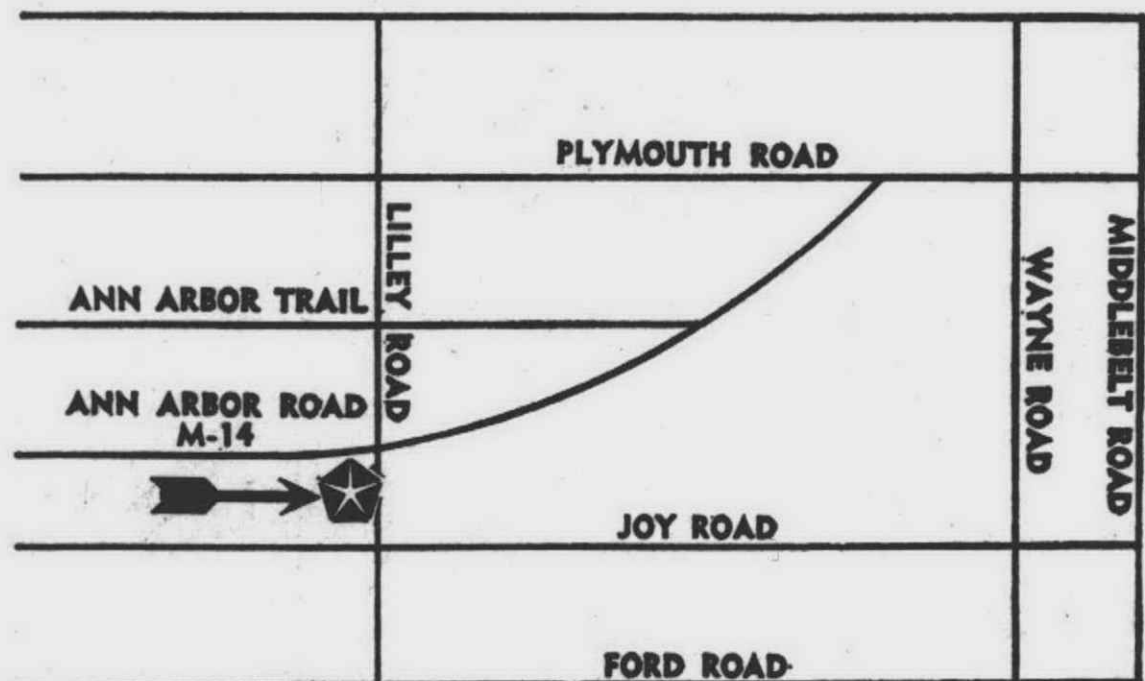 PLYMOUTH ROAD
LILLEY ROAD
ANN ARBOR TRAIL
WAYNE ROAD
MIDDLEBELT ROAD
ANN ARBOR ROAD
M-14
JOY ROAD
FORD ROAD